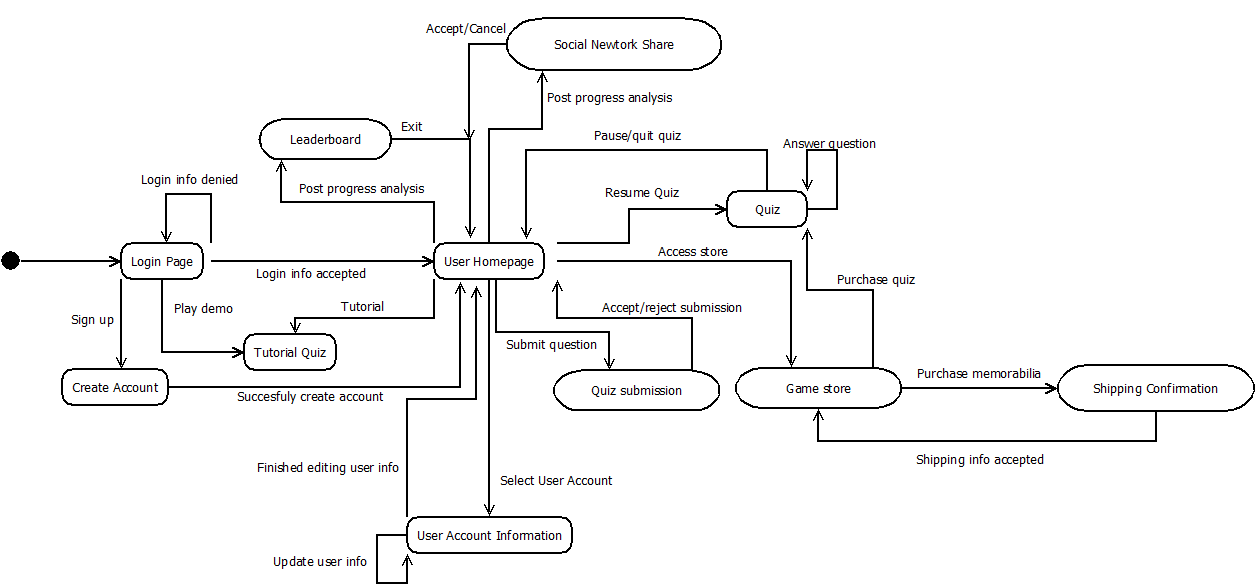 Accept/Cancel
Social Newtork Share
Post progress analysis
Leaderboard
Exit
Pause/quit quiz
Answer question
Login info denied
Post progress analysis
Resume Quiz
Quiz
Login Page
Login info accepted
User Homepage
Access store
Purchase quiz
Sign up
Play demo
Tutorial
Accept/reject submission
Submit question
Tutorial Quiz
Create Account
Succesfuly create account
Quiz submission
Game store
Purchase memorabilia
Shipping Confirmation
Shipping info accepted
Finished editing user info
Select User Account
User Account Information
Update user info